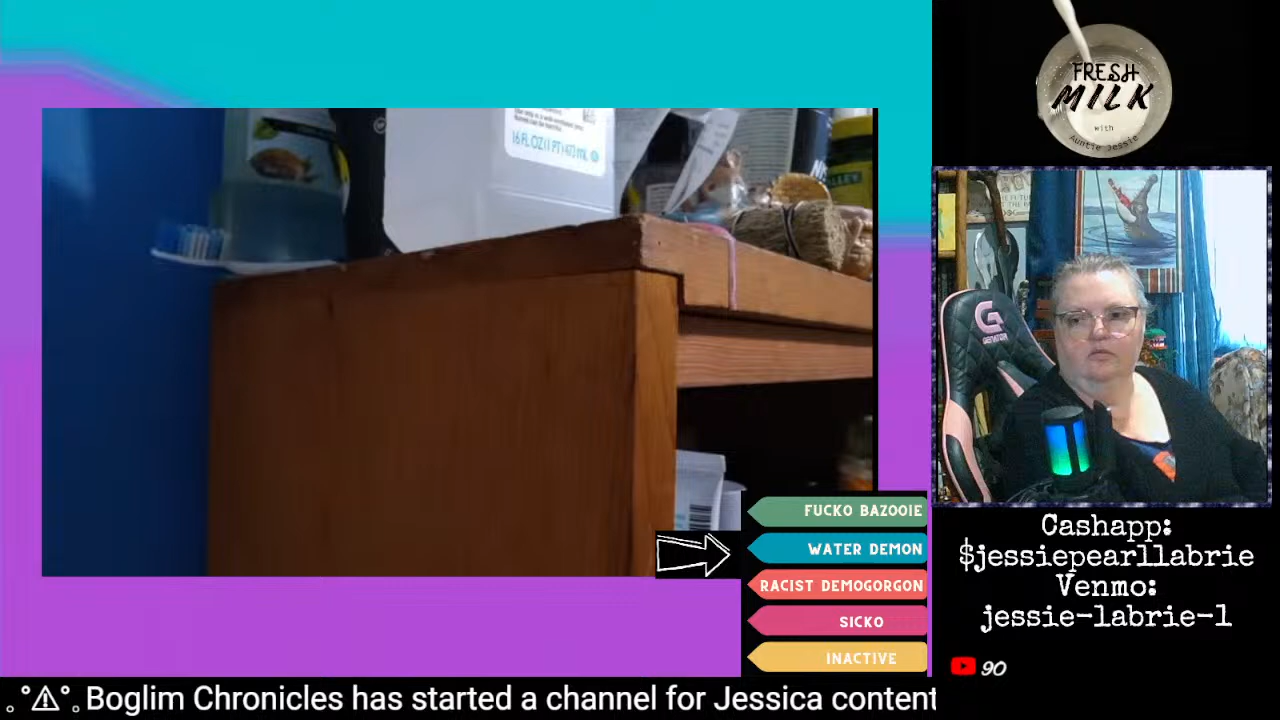 16 FL OZ (1 PT) 473 mL
FRESH
MILK
with
Auntie Jessie
G
GENATOR
FUCKO BAZOOIE
WATER DEMON
RACIST DEMOGORGON
SICKO
INACTIVE
Cashapp:
$jessiepearllabrie
Venmo:
jessie-labrie-1
90
.°⚠°. Boglim Chronicles has started a channel for Jessica content